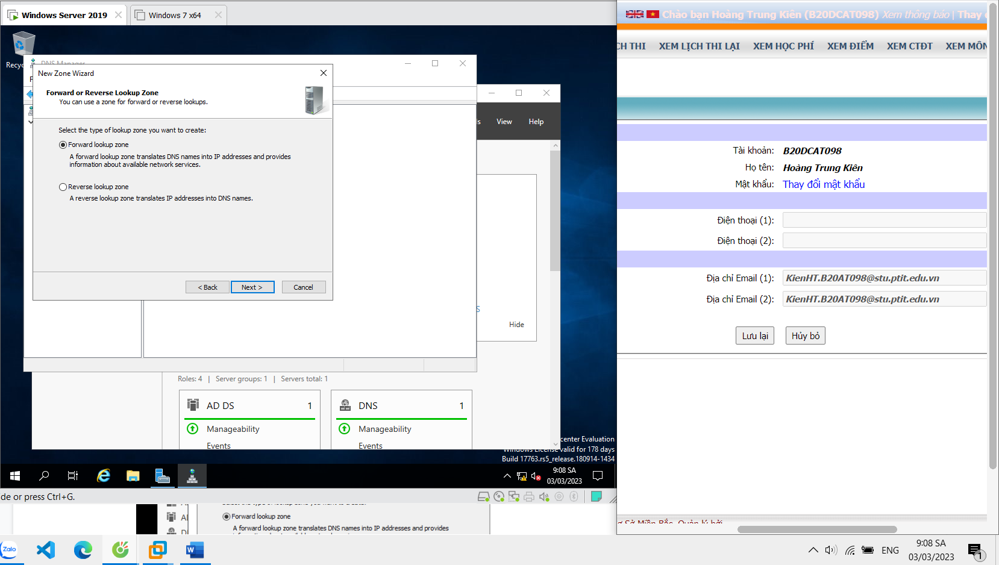 Windows Server 2019
Windows 7 x64
Recyc
DNS Manager
F
New Zone Wizard
Forward or Reverse Lookup Zone
You can use a zone for forward or reverse lookups.
Select the type of lookup zone you want to create:
Forward lookup zone
A forward lookup zone translates DNS names into IP addresses and provides
information about available network services.
Reverse lookup zone
A reverse lookup zone translates IP addresses into DNS names.
< Back
Next >
Cancel
ls
View
Help
S
Hide
Roles: 4 | Server groups: 1 | Servers total: 1
AD DS
1
Manageability
Events
DNS
1
Manageability
Events
center Evaluation
Windows License valid for 178 days
Build 17763.rs5_release.180914-1434
9:08 SA
03/03/2023
de or press Ctrl+G.
AD
Forward lookup zone
A forward lookup zone translates DNS names into IP addresses and provides
Chào bạn Hoàng Trung Kiên (B20DCAT098) Xem thông báo | Thay
CH THI
XEM LỊCH THI LẠI
XEM HỌC PHÍ
XEM ĐIỂM
XEM CTĐT
XEM MÔN
Tài khoản:
B20DCAT098
Họ tên:
Hoàng Trung Kiên
Mật khẩu:
Thay đổi mật khẩu
Điện thoại (1):
Điện thoại (2):
Địa chỉ Email (1):
KienHT.B20AT098@stu.ptit.edu.vn
Địa chỉ Email (2):
KienHT.B20AT098@stu.ptit.edu.vn
Lưu lại
Hủy bỏ
Sở Miền Bắc. Quản lý bởi
Zalo
W
ENG
9:08 SA
03/03/2023
1